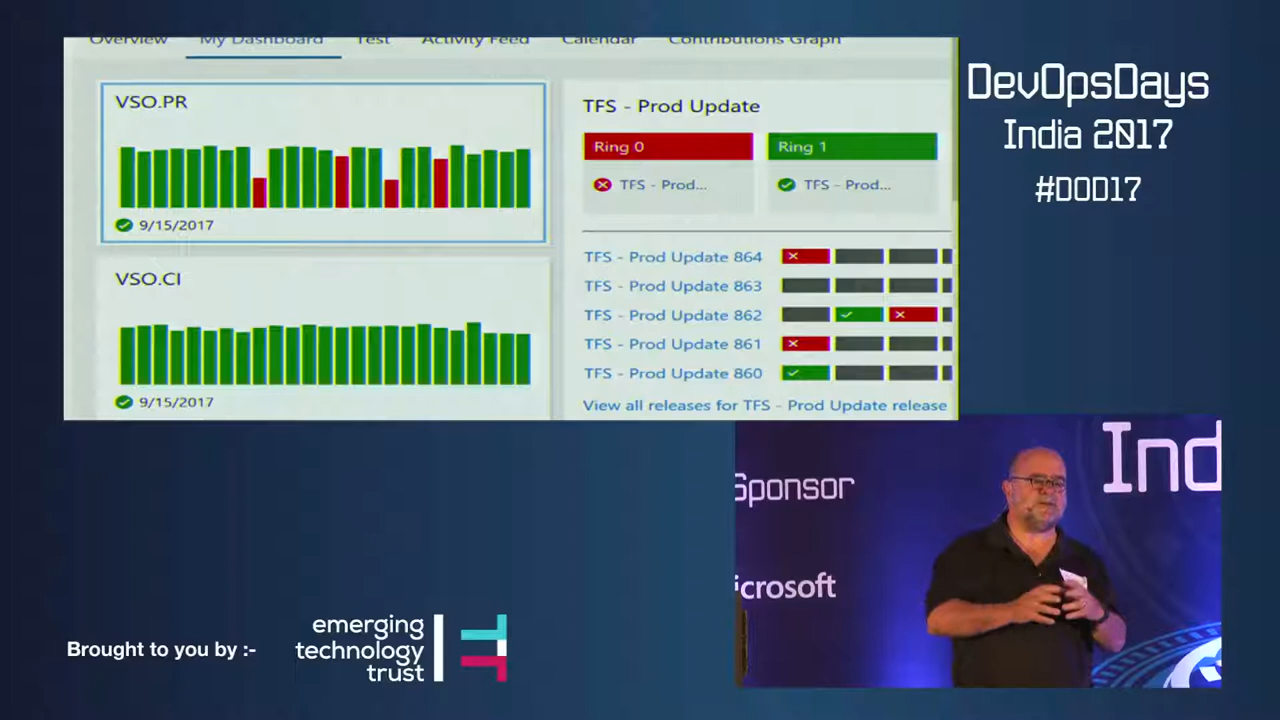 Overview My Dashboard Test Activity Feed Calendar Contributions Graph
VSO.PR
9/15/2017
VSO.CI
9/15/2017
TFS - Prod Update
Ring 0
Ring 1
TFS - Prod...
TFS - Prod...
TFS - Prod Update 864
TFS - Prod Update 863
TFS - Prod Update 862
TFS - Prod Update 861
TFS - Prod Update 860
View all releases for TFS - Prod Update release
DevOpsDays
India 2017
#DOD17
Sponsor
icrosoft
Ind
Brought to you by :-
emerging
technology
trust